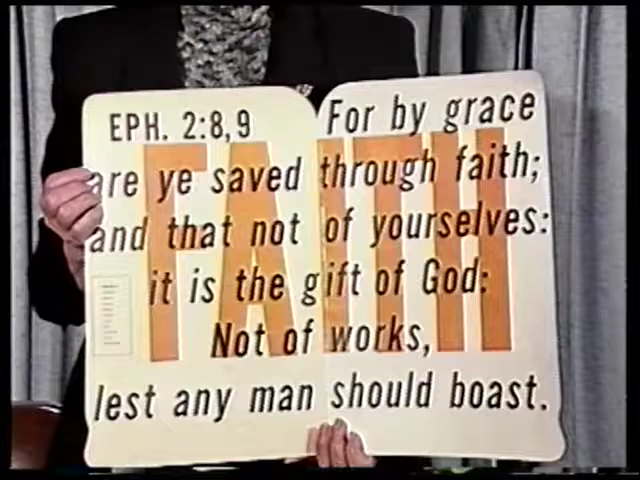 EPH. 2:8,9 For by grace
are ye saved through faith;
and that not of yourselves:
it is the gift of God:
Not of works,
lest any man should boast.
FAITH